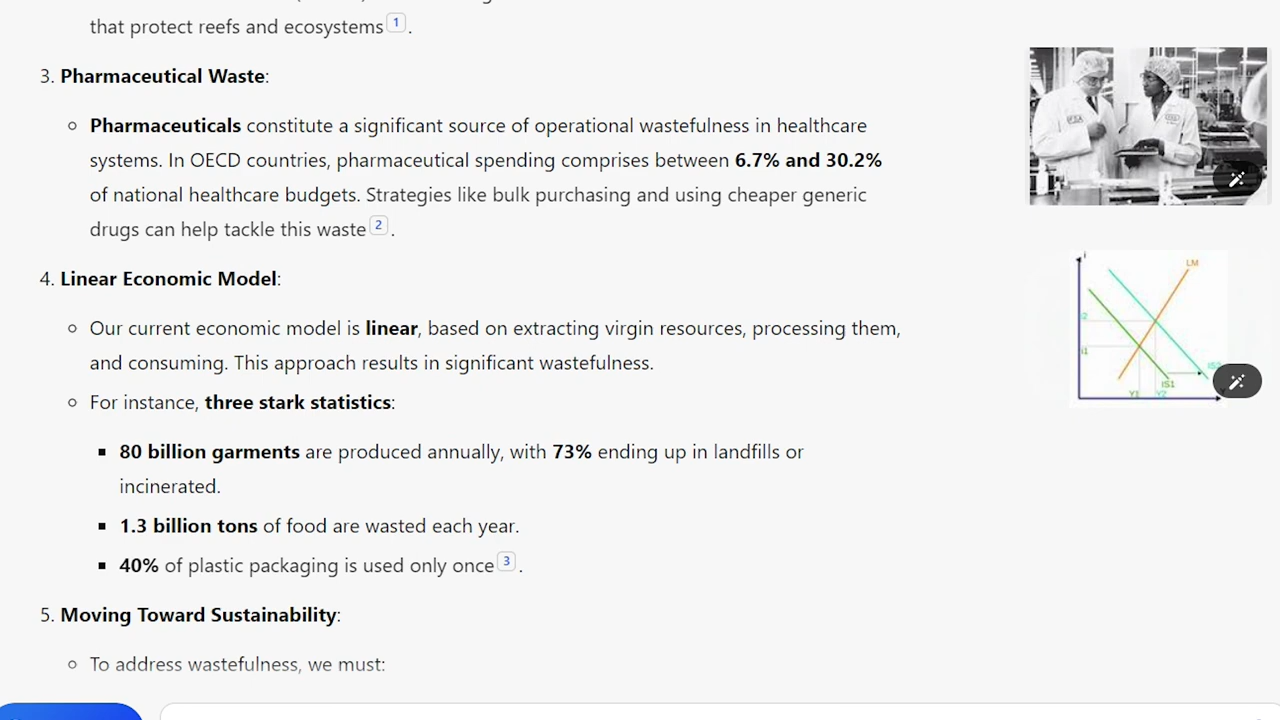 that protect reefs and ecosystems 1 .
3. Pharmaceutical Waste:
Pharmaceuticals constitute a significant source of operational wastefulness in healthcare
systems. In OECD countries, pharmaceutical spending comprises between 6.7% and 30.2%
of national healthcare budgets. Strategies like bulk purchasing and using cheaper generic
drugs can help tackle this waste 2 .
4. Linear Economic Model:
Our current economic model is linear, based on extracting virgin resources, processing them,
and consuming. This approach results in significant wastefulness.
For instance, three stark statistics:
80 billion garments are produced annually, with 73% ending up in landfills or
incinerated.
1.3 billion tons of food are wasted each year.
40% of plastic packaging is used only once 3 .
5. Moving Toward Sustainability:
To address wastefulness, we must:
i
LM
i2
i1
IS1
IS2
Y1 Y2